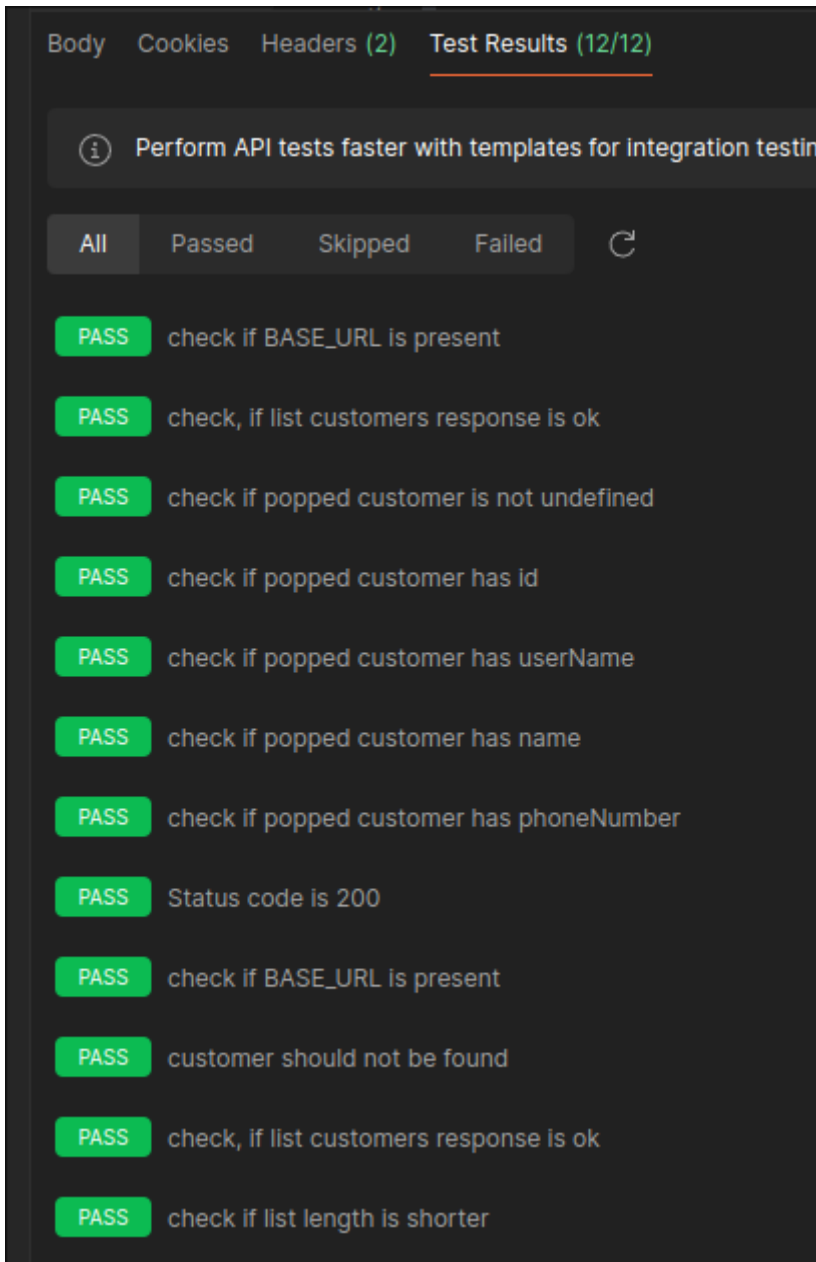 Body Cookies Headers (2) Test Results (12/12)
Perform API tests faster with templates for integration
All Passed Skipped Failed
PASS check if BASE_URL is present
PASS check, if list customers response is ok
PASS check if popped customer is not undefined
PASS check if popped customer has id
PASS check if popped customer has userName
PASS check if popped customer has name
PASS check if popped customer has phoneNumber
PASS Status code is 200
PASS check if BASE_URL is present
PASS customer should not be found
PASS check, if list customers response is ok
PASS check if list length is shorter